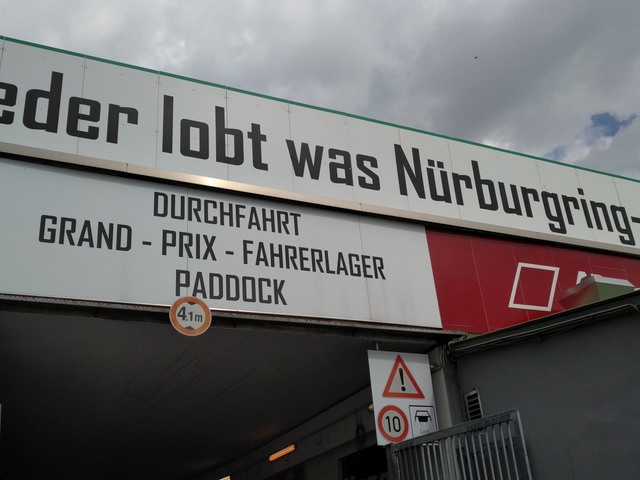 eder lobt was Nürburgring-
DURCHFAHRT
GRAND - PRIX - FAHRERLAGER
PADDOCK
4.1m
10